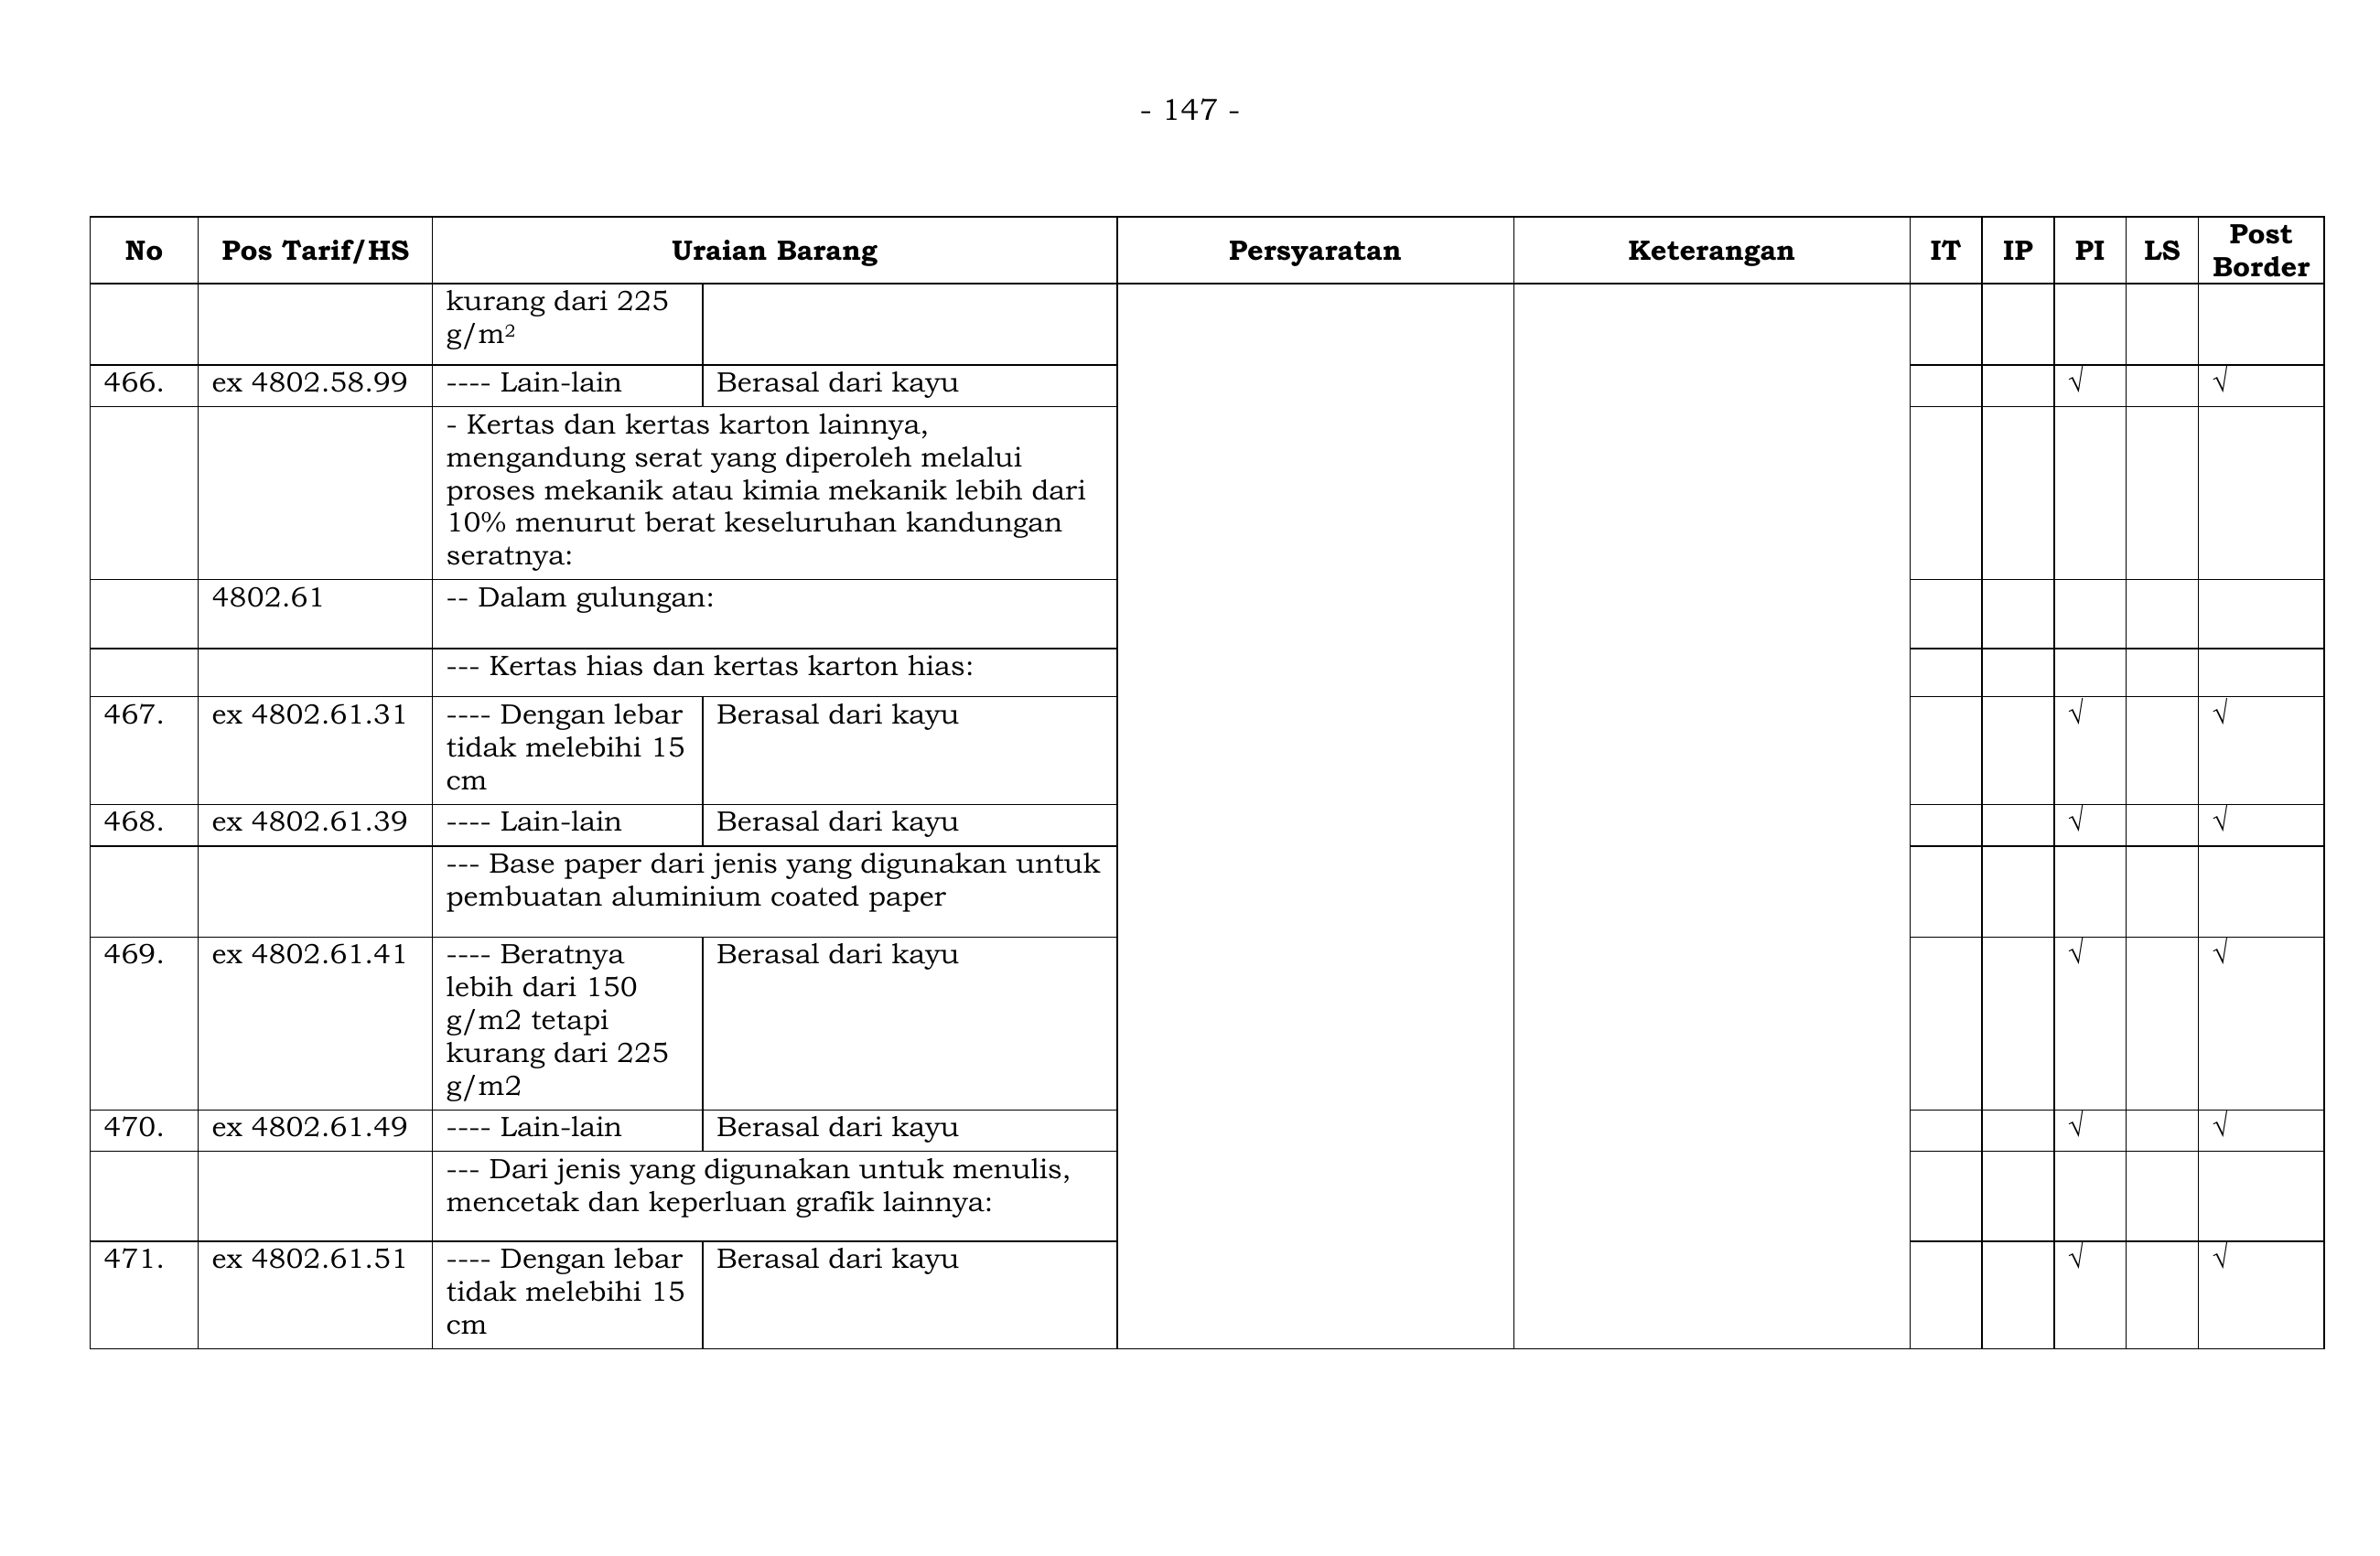 - 147 -
No Pos Tarif/HS Uraian Barang Persyaratan Keterangan IT IP PI LS Post Border
kurang dari 225
g/m²
466. ex 4802.58.99 ---- Lain-lain Berasal dari kayu √ √
- Kertas dan kertas karton lainnya,
mengandung serat yang diperoleh melalui
proses mekanik atau kimia mekanik lebih dari
10% menurut berat keseluruhan kandungan
seratnya:
4802.61 -- Dalam gulungan:
--- Kertas hias dan kertas karton hias:
467. ex 4802.61.31 ---- Dengan lebar Berasal dari kayu √ √
tidak melebihi 15
cm
468. ex 4802.61.39 ---- Lain-lain Berasal dari kayu √ √
--- Base paper dari jenis yang digunakan untuk
pembuatan aluminium coated paper
469. ex 4802.61.41 ---- Beratnya Berasal dari kayu √ √
lebih dari 150
g/m2 tetapi
kurang dari 225
g/m2
470. ex 4802.61.49 ---- Lain-lain Berasal dari kayu √ √
--- Dari jenis yang digunakan untuk menulis,
mencetak dan keperluan grafik lainnya:
471. ex 4802.61.51 ---- Dengan lebar Berasal dari kayu √ √
tidak melebihi 15
cm